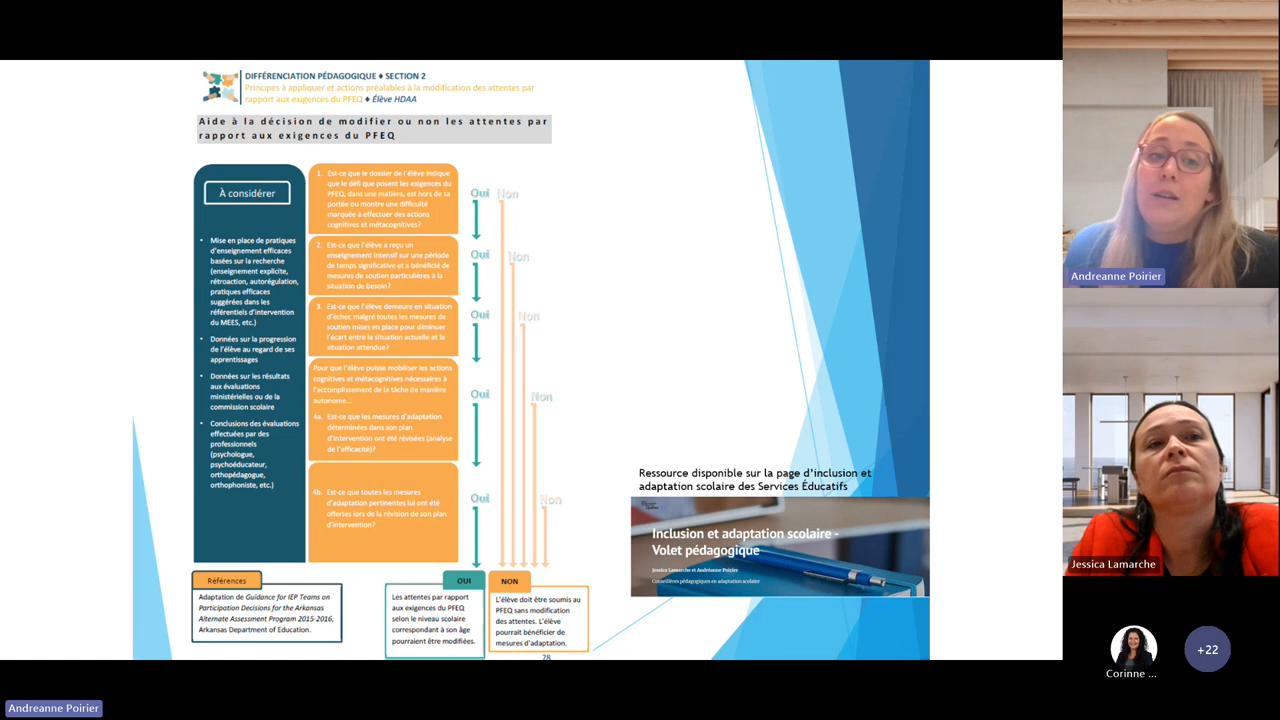 DIFFÉRENCIATION PÉDAGOGIQUE ♦ SECTION 2
Principes à appliquer et actions préalables à la modification des attentes par
rapport aux exigences du PFEQ ♦ Élève HDAA
Aide à la décision de modifier ou non les attentes par
rapport aux exigences du PFEQ
À considérer
• Mise en place de pratiques
d'enseignement efficaces
basées sur la recherche
(enseignement explicite,
rétroaction, autorégulation,
pratiques efficaces
suggérées dans les
référentiels d'intervention
du MEES, etc.)
• Données sur la progression
de l'élève au regard de ses
apprentissages
• Données sur les résultats
aux évaluations
ministérielles ou de la
commission scolaire
• Conclusions des évaluations
effectuées par des
professionnels
(psychologue,
psychoéducateur,
orthopédagogue,
orthophoniste, etc.)
1. Est-ce que le dossier de l'élève indique
que le défi que posent les exigences du
PFEQ, dans une matière, est hors de sa
portée ou montre une difficulté
marquée à effectuer des actions
cognitives et métacognitives?
Oui Non
2. Est-ce que l'élève a reçu un
enseignement intensif sur une période
de temps significative et a bénéficié de
mesures de soutien particulières à la
situation de besoin?
Oui Non
3. Est-ce que l'élève demeure en situation
d'échec malgré toutes les mesures de
soutien mises en place pour diminuer
l'écart entre la situation actuelle et la
situation attendue?
Oui Non
Pour que l'élève puisse mobiliser les actions
cognitives et métacognitives nécessaires à
l'accomplissement de la tâche de manière
autonome...
4a. Est-ce que les mesures d'adaptation
déterminées dans son plan
d'intervention ont été révisées (analyse
de l'efficacité)?
Oui Non
4b. Est-ce que toutes les mesures
d'adaptation pertinentes lui ont été
offertes lors de la révision de son plan
d'intervention?
Oui Non
Références
Adaptation de Guidance for IEP Teams on
Participation Decisions for the Arkansas
Alternate Assessment Program 2015-2016,
Arkansas Department of Education.
OUI
Les attentes par rapport
aux exigences du PFEQ
selon le niveau scolaire
correspondant à son âge
pourraient être modifiées.
NON
L'élève doit être soumis au
PFEQ sans modification
des attentes. L'élève
pourrait bénéficier de
mesures d'adaptation.
28
Ressource disponible sur la page d'inclusion et
adaptation scolaire des Services Éducatifs
Inclusion et adaptation scolaire -
Volet pédagogique
Jessica Lamarche et Andréanne Poirier
Conseillères pédagogiques en adaptation scolaire
Andreanne Poirier
Jessica Lamarche
Corinne ...
+22
Andreanne Poirier